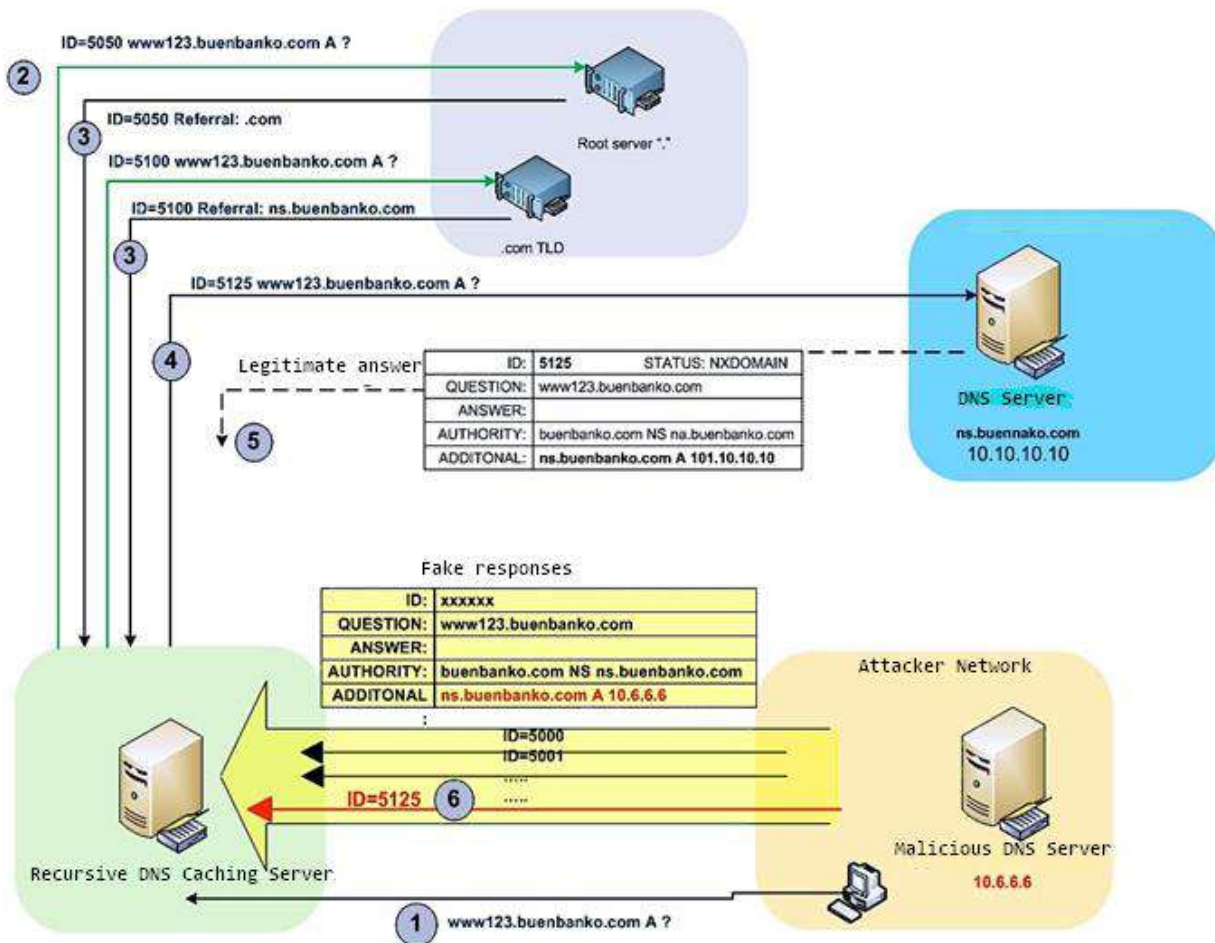 ID=5050 www123.buenbanko.com A ?
2
3
ID=5050 Referral: .com
Root server "."
ID=5100 www123.buenbanko.com A ?
ID=5100 Referral: ns.buenbanko.com
3
.com TLD
ID=5125 www123.buenbanko.com A ?
4
Legitimate answer
ID: 5125 STATUS: NXDOMAIN
QUESTION: www123.buenbanko.com
ANSWER:
AUTHORITY: buenbanko.com NS na.buenbanko.com
ADDITONAL: ns.buenbanko.com A 101.10.10.10
5
DNS Server
ns.buennako.com
10.10.10.10
Fake responses
ID: xxxxxx
QUESTION: www123.buenbanko.com
ANSWER:
AUTHORITY: buenbanko.com NS ns.buenbanko.com
ADDITONAL ns.buenbanko.com A 10.6.6.6
:
Attacker Network
ID=5000
ID=5001
.....
.....
ID=5125 6
Recursive DNS Caching Server
Malicious DNS Server
10.6.6.6
1 www123.buenbanko.com A ?